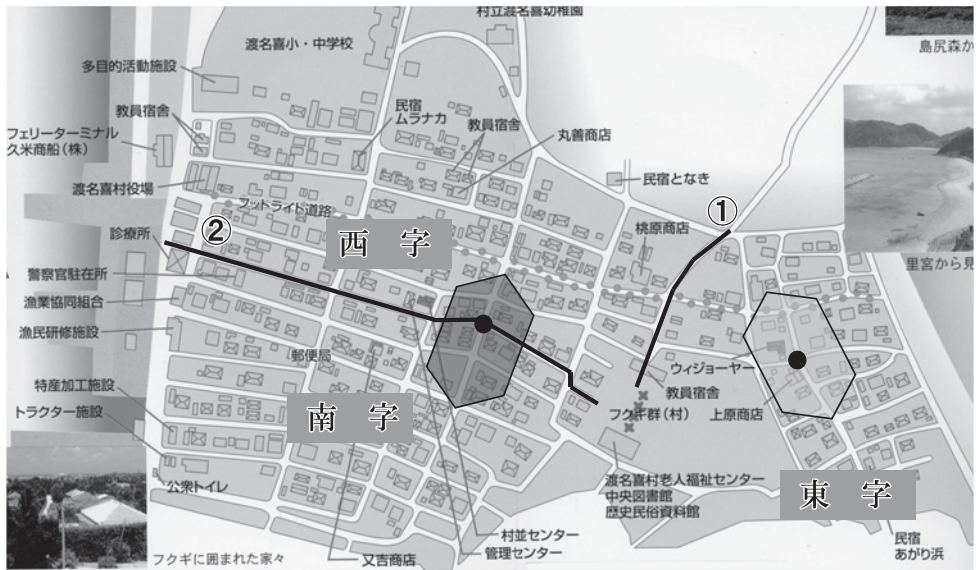 村立渡名喜幼稚園
渡名喜小・中学校
島尻森か
多目的活動施設
教員宿舎
民宿
ムラナカ
教員宿舎
丸善商店
フェリーターミナル
久米商船（株）
民宿となき
渡名喜村役場
フットライト道路
①
②
西 字
桃原商店
診療所
里宮から見
警察官駐在所
漁業協同組合
漁民研修施設
郵便局
ウィジョーヤー
教員宿舎
特産加工施設
南 字
フクギ群（村）
上原商店
トラクター施設
渡名喜村老人福祉センター
中央図書館
歴史民俗資料館
東 字
公衆トイレ
村並センター
管理センター
又吉商店
フクギに囲まれた家々
民宿
あがり浜